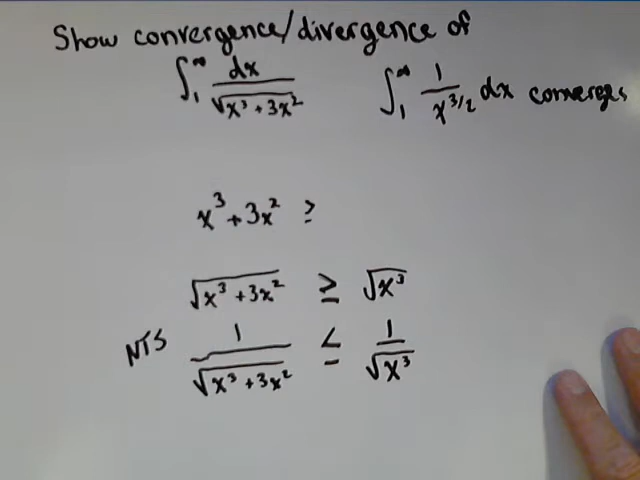 Show convergence/divergence of
∫₁^∞ dx/√(x³ + 3x²) ∫₁^∞ 1/x^(3/2) dx converges
x³ + 3x² ≥
√(x³ + 3x²) ≥ √(x³)
NTS 1/√(x³ + 3x²) ≤ 1/√(x³)